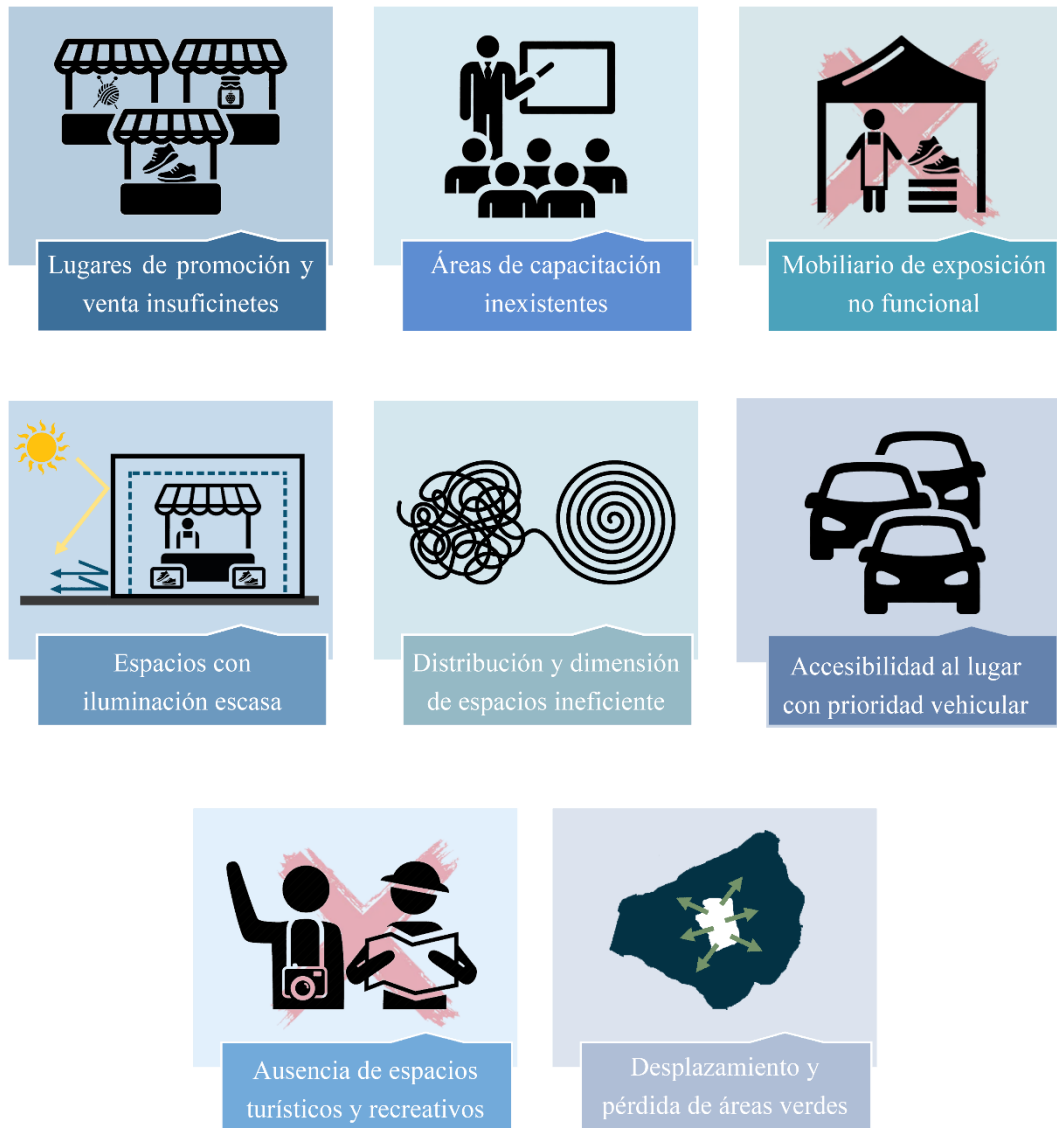 Lugares de promoción y
venta insuficinetes
Áreas de capacitación
inexistentes
Mobiliario de exposición
no funcional
Espacios con
iluminación escasa
Distribución y dimensión
de espacios ineficiente
Accesibilidad al lugar
con prioridad vehicular
Ausencia de espacios
turísticos y recreativos
Desplazamiento y
pérdida de áreas verdes